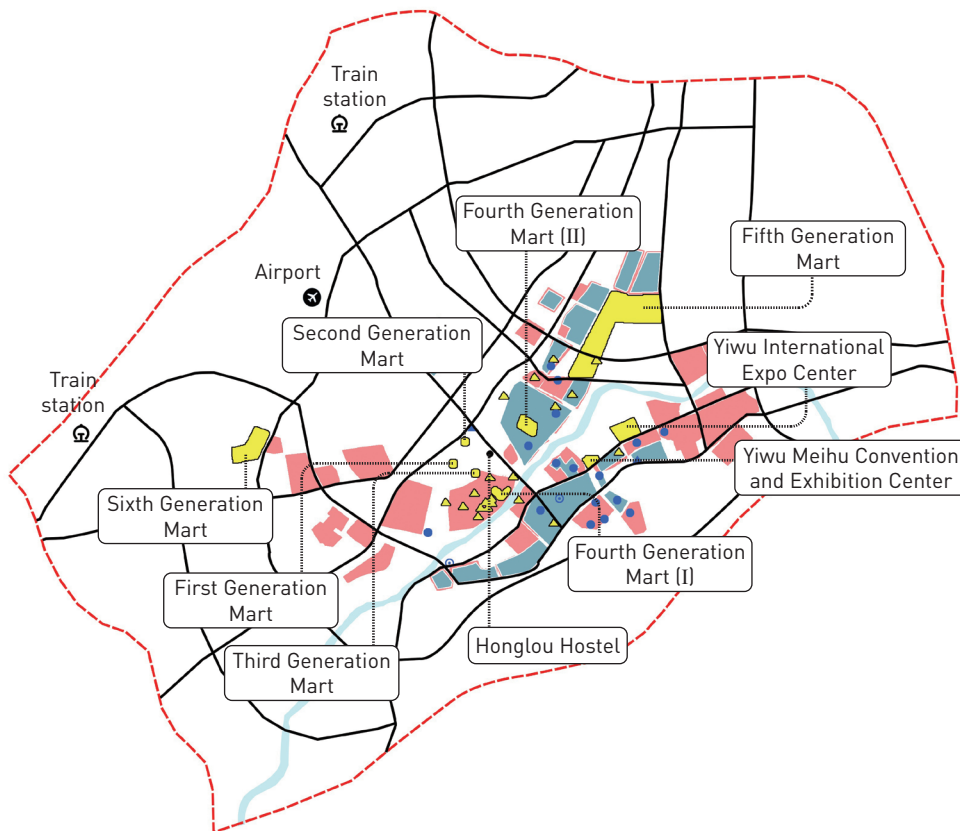 Train
station
Fourth Generation
Mart (II)
Fifth Generation
Mart
Airport
Second Generation
Mart
Yiwu International
Expo Center
Train
station
Yiwu Meihu Convention
and Exhibition Center
Sixth Generation
Mart
Fourth Generation
Mart (I)
First Generation
Mart
Honglou Hostel
Third Generation
Mart